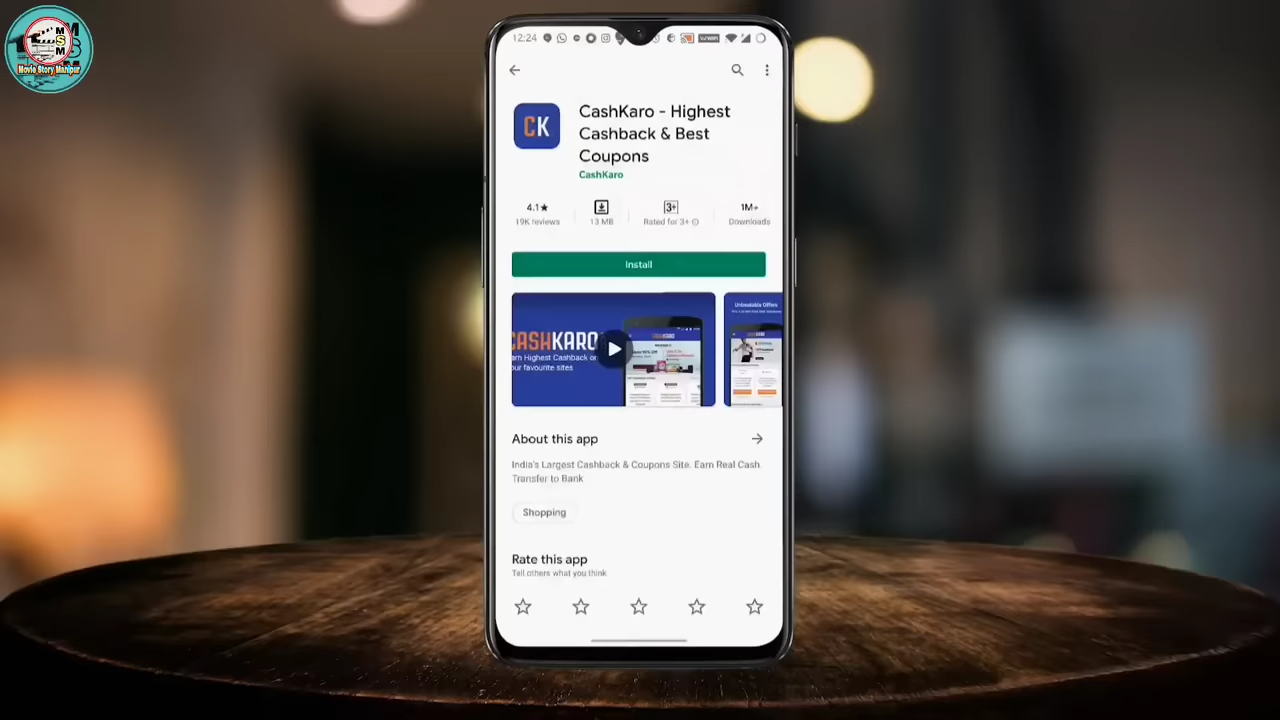 MSM
Movie Story Manipur
12:24
CashKaro - Highest
Cashback & Best
Coupons
CashKaro
CK
4.1★
19K reviews
13 MB
3+
Rated for 3+
1M+
Downloads
Install
CASHKARO
Earn Highest Cashback on
your favourite sites
Unbeatable Offers
About this app
India's Largest Cashback & Coupons Site. Earn Real Cash.
Transfer to Bank
Shopping
Rate this app
Tell others what you think